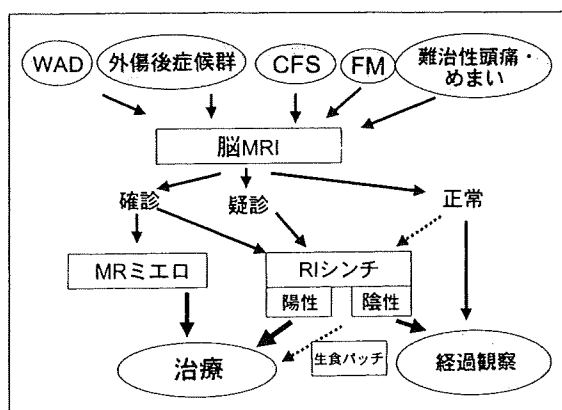 WAD
外傷後症候群
CFS
FM
難治性頭痛・
めまい
脳MRI
確診
疑診
正常
MRミエロ
RIシンチ
陽性
陰性
治療
生食パッチ
経過観察